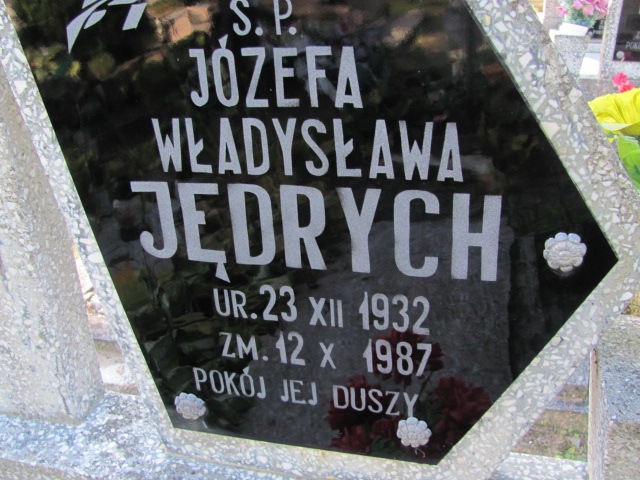 Ś. P.
JÓZEFA
WŁADYSŁAWA
JĘDRYCH
UR. 23 XII 1932
ZM. 12 X 1987
POKÓJ JEJ DUSZY